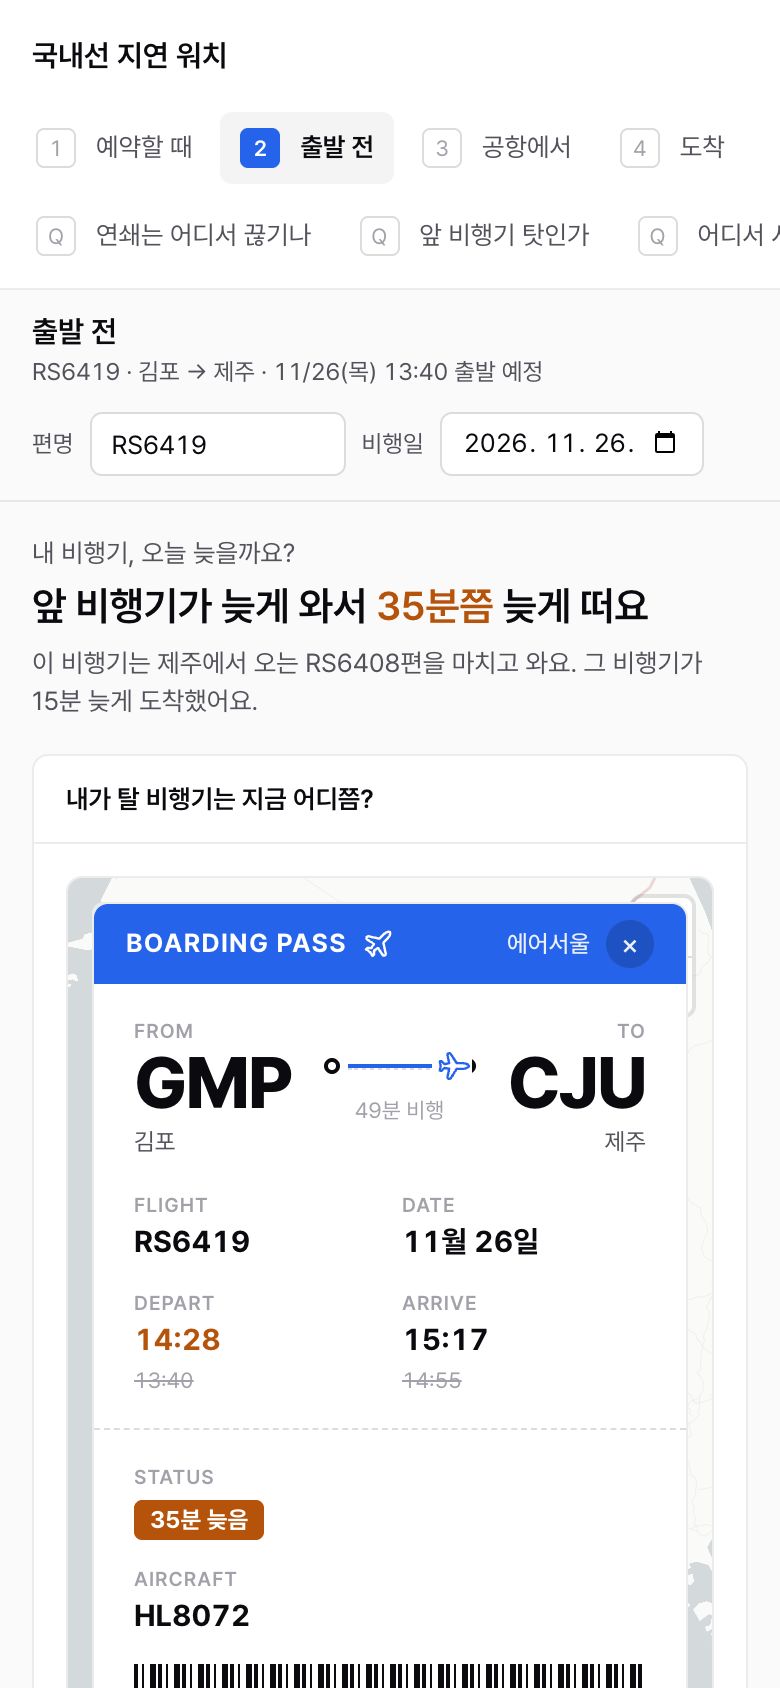 국내선 지연 워치
1 예약할 때 2 출발 전 3 공항에서 4 도착
Q 연쇄는 어디서 끊기나 Q 앞 비행기 탓인가 Q 어디서
출발 전
RS6419 · 김포 → 제주 · 11/26(목) 13:40 출발 예정
편명 RS6419 비행일 2026. 11. 26.
내 비행기, 오늘 늦을까요?
앞 비행기가 늦게 와서 35분쯤 늦게 떠요
이 비행기는 제주에서 오는 RS6408편을 마치고 와요. 그 비행기가
15분 늦게 도착했어요.
내가 탈 비행기는 지금 어디쯤?
BOARDING PASS 에어서울 ×
FROM TO
GMP CJU
49분 비행
김포 제주
FLIGHT DATE
RS6419 11월 26일
DEPART ARRIVE
14:28 15:17
13:40 14:55
STATUS
35분 늦음
AIRCRAFT
HL8072